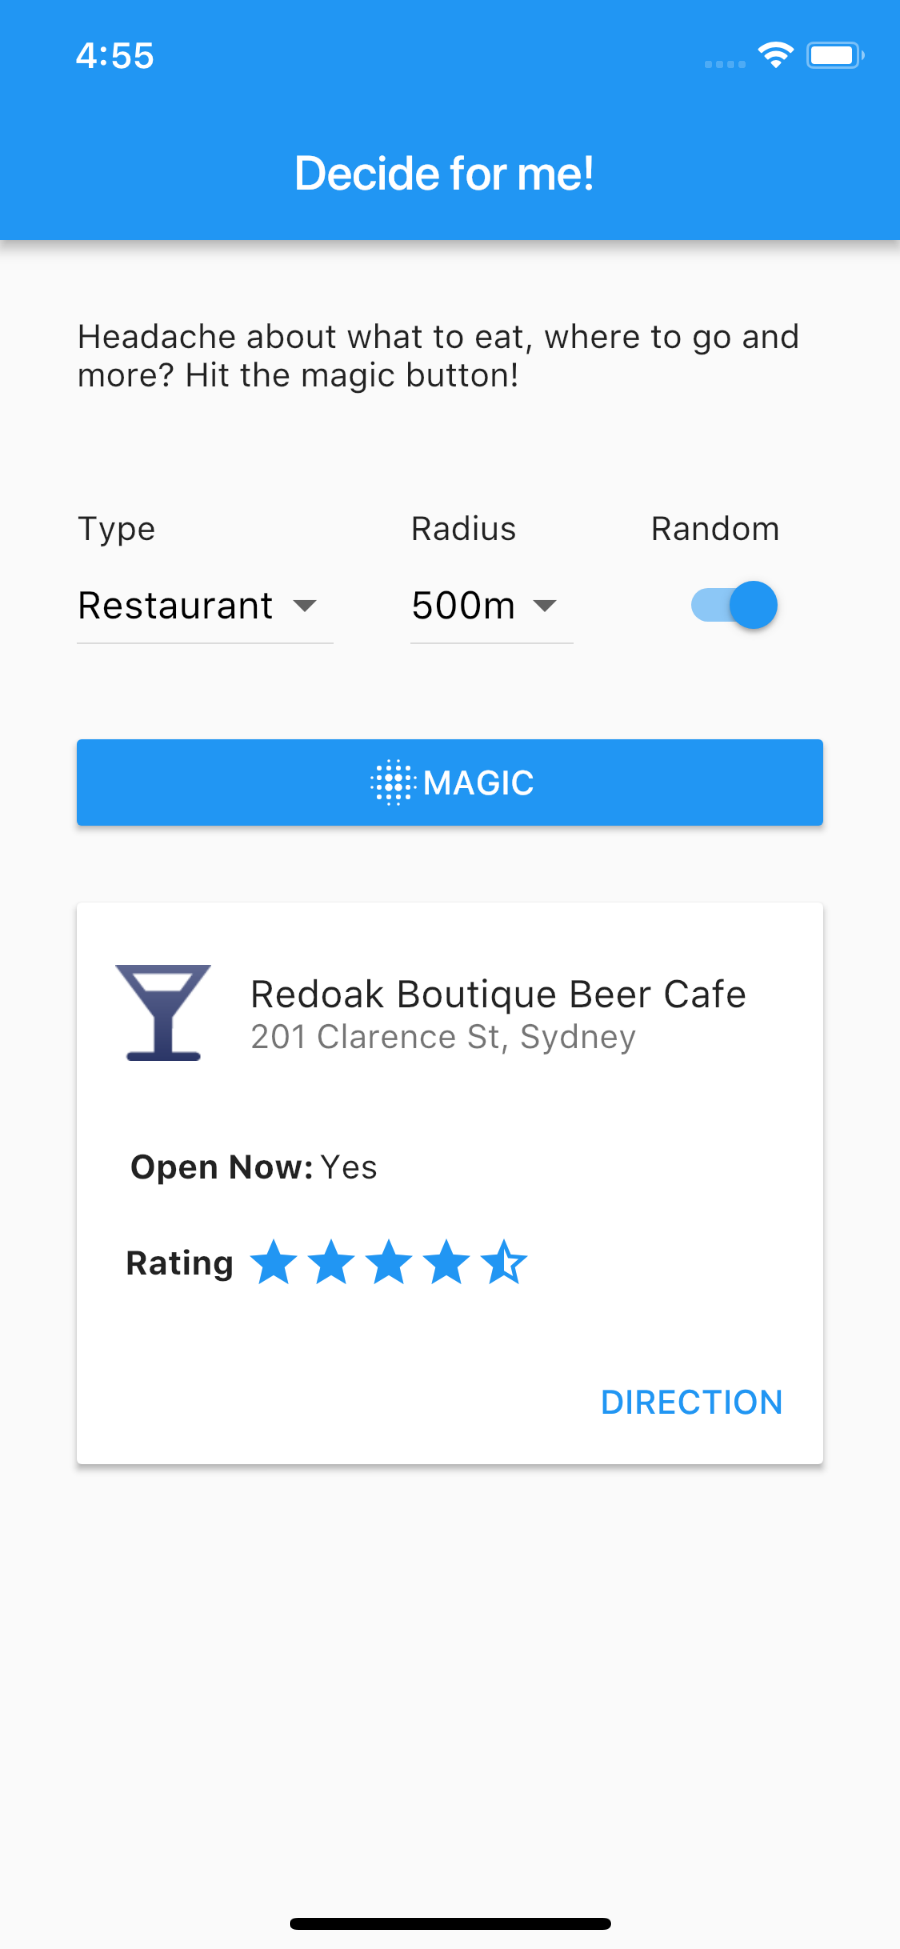 4:55
Decide for me!
Headache about what to eat, where to go and
more? Hit the magic button!
Type Radius Random
Restaurant 500m
MAGIC
Redoak Boutique Beer Cafe
201 Clarence St, Sydney
Open Now: Yes
Rating
DIRECTION